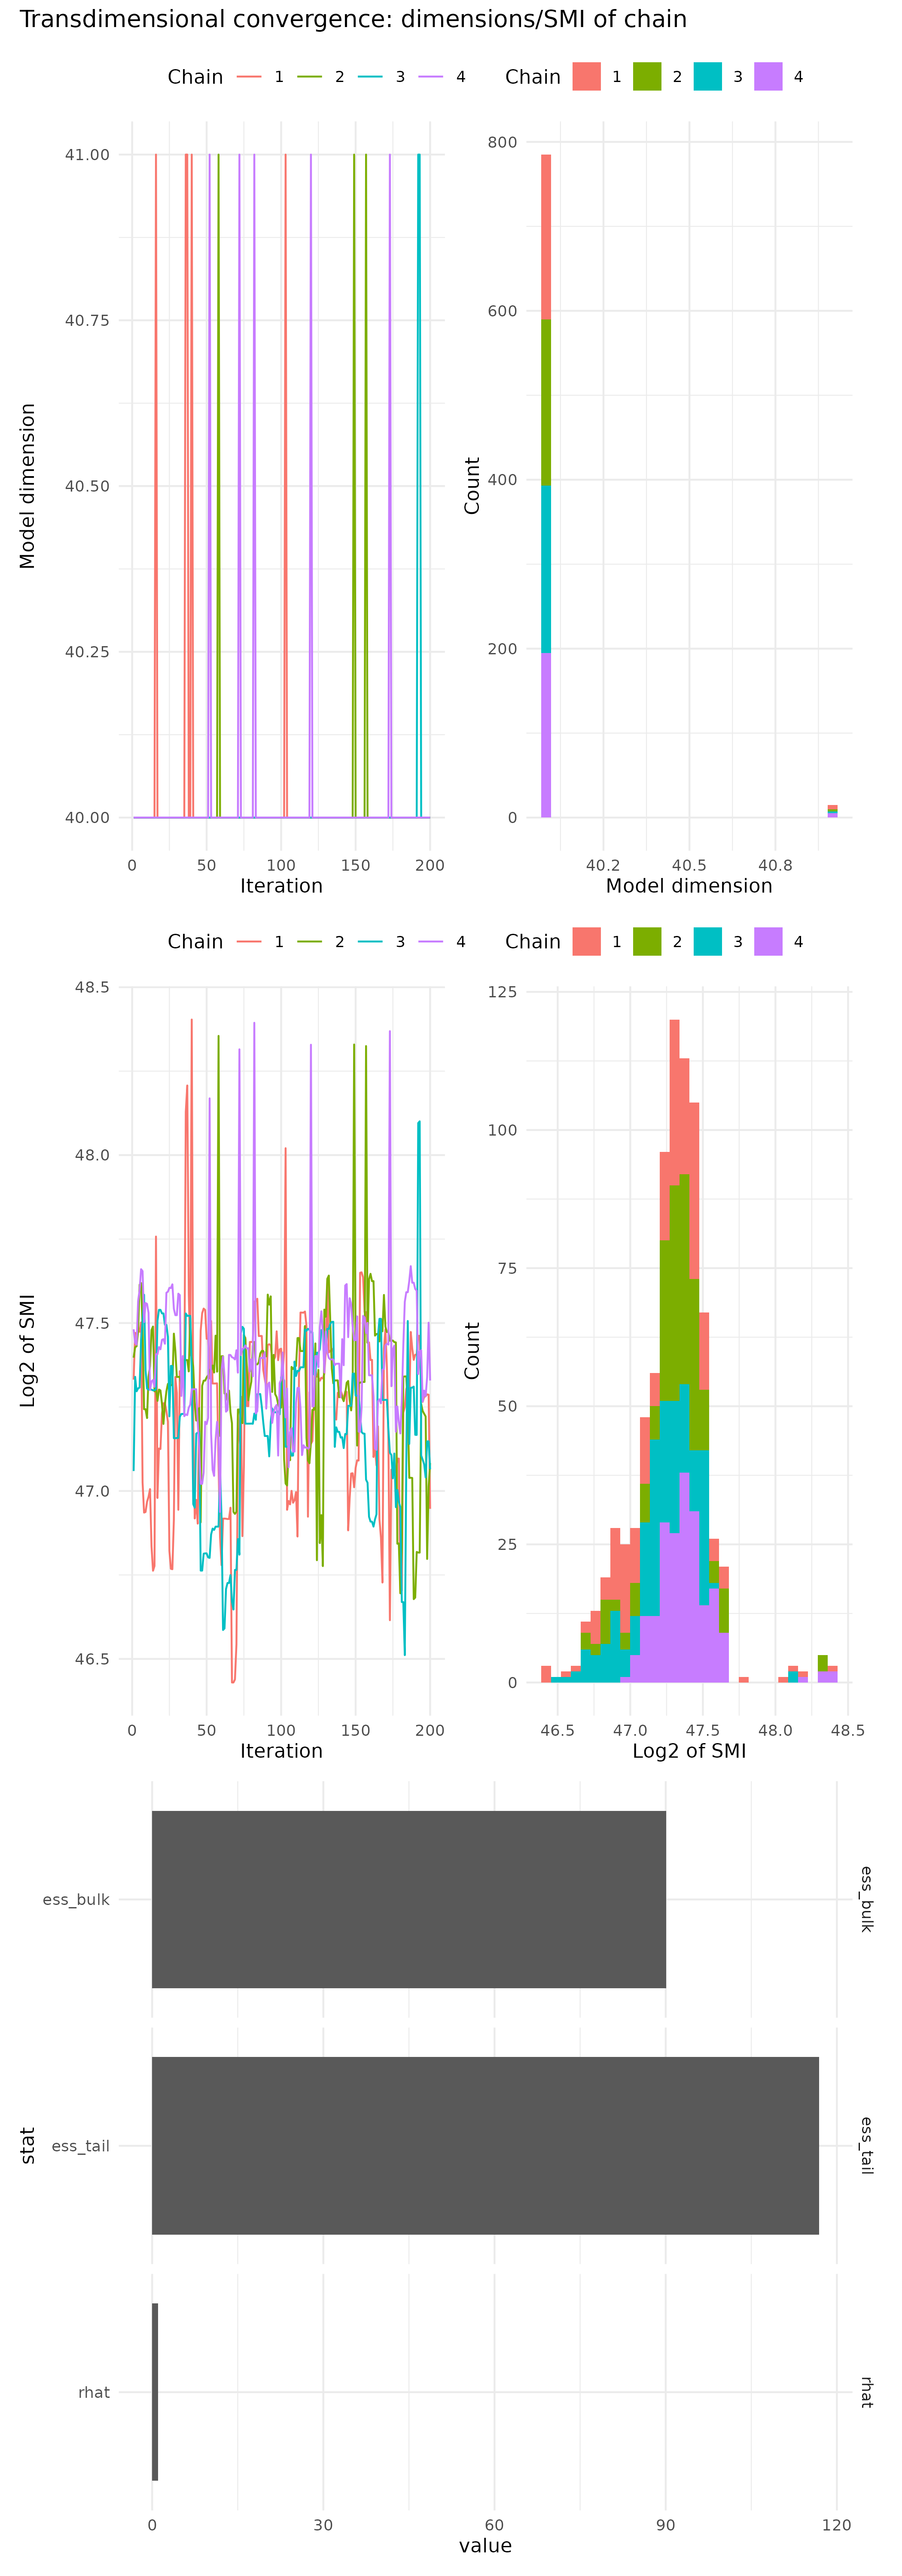 Transdimensional convergence: dimensions/SMI of chain
Chain 1 2 3 4
Chain 1 2 3 4
41.00
40.75
40.50
40.25
40.00
Model dimension
0 50 100 150 200
Iteration
800
600
400
200
0
Count
40.2 40.5 40.8
Model dimension
Chain 1 2 3 4
Chain 1 2 3 4
48.5
48.0
47.5
47.0
46.5
Log2 of SMI
0 50 100 150 200
Iteration
125
100
75
50
25
0
Count
46.5 47.0 47.5 48.0 48.5
Log2 of SMI
ess_bulk
ess_bulk
stat
ess_tail
ess_tail
rhat
rhat
0 30 60 90 120
value